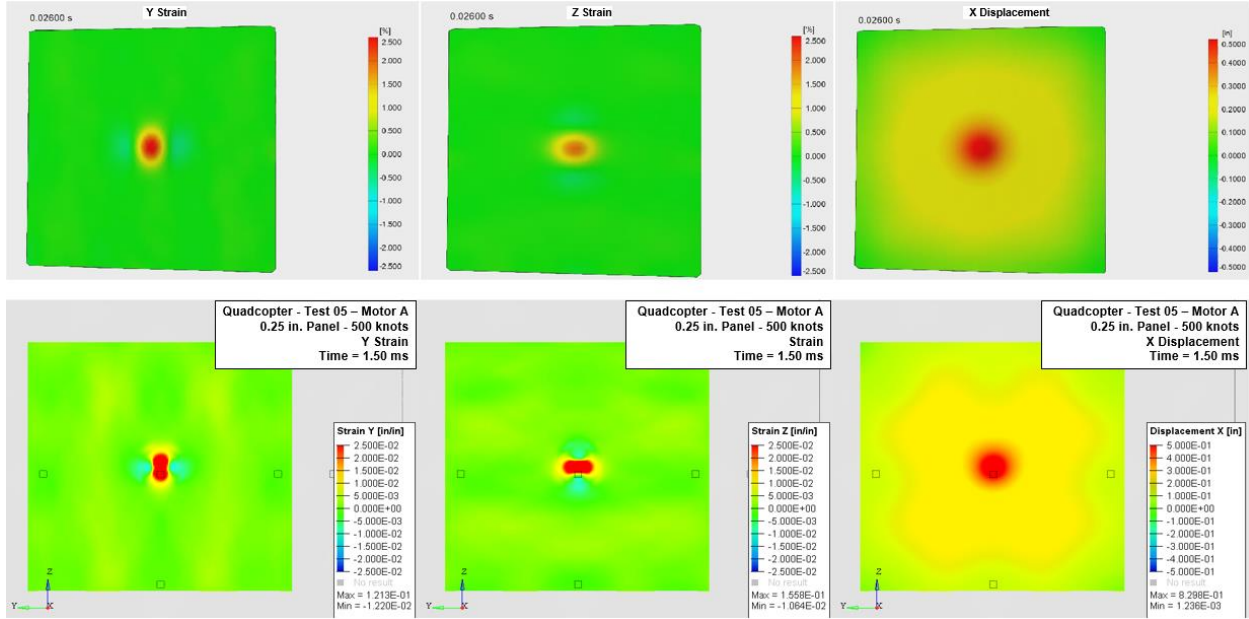 Y Strain
0.02600 s
[%]
2.500
2.000
1.500
1.000
0.500
0.000
-0.500
-1.000
-1.500
-2.000
-2.500
Z Strain
0.02600 s
[%]
2.500
2.000
1.500
1.000
0.500
0.000
-0.500
-1.000
-1.500
-2.000
-2.500
X Displacement
0.02600 s
[in]
0.5000
0.4000
0.3000
0.2000
0.1000
0.0000
-0.1000
-0.2000
-0.3000
-0.4000
-0.5000
Quadcopter - Test 05 – Motor A
0.25 in. Panel - 500 knots
Y Strain
Time = 1.50 ms
Strain Y [in/in]
2.500E-02
2.000E-02
1.500E-02
1.000E-02
5.000E-03
0.000E+00
-5.000E-03
-1.000E-02
-1.500E-02
-2.000E-02
-2.500E-02
No result
Max = 1.213E-01
Min = -1.220E-02
Z
Y
X
Quadcopter - Test 05 – Motor A
0.25 in. Panel - 500 knots
Strain
Time = 1.50 ms
Strain Z [in/in]
2.500E-02
2.000E-02
1.500E-02
1.000E-02
5.000E-03
0.000E+00
-5.000E-03
-1.000E-02
-1.500E-02
-2.000E-02
-2.500E-02
No result
Max = 1.558E-01
Min = -1.064E-02
Z
Y
X
Quadcopter - Test 05 – Motor A
0.25 in. Panel - 500 knots
X Displacement
Time = 1.50 ms
Displacement X [in]
5.000E-01
4.000E-01
3.000E-01
2.000E-01
1.000E-01
0.000E+00
-1.000E-01
-2.000E-01
-3.000E-01
-4.000E-01
-5.000E-01
No result
Max = 8.298E-01
Min = 1.236E-03
Z
Y
X